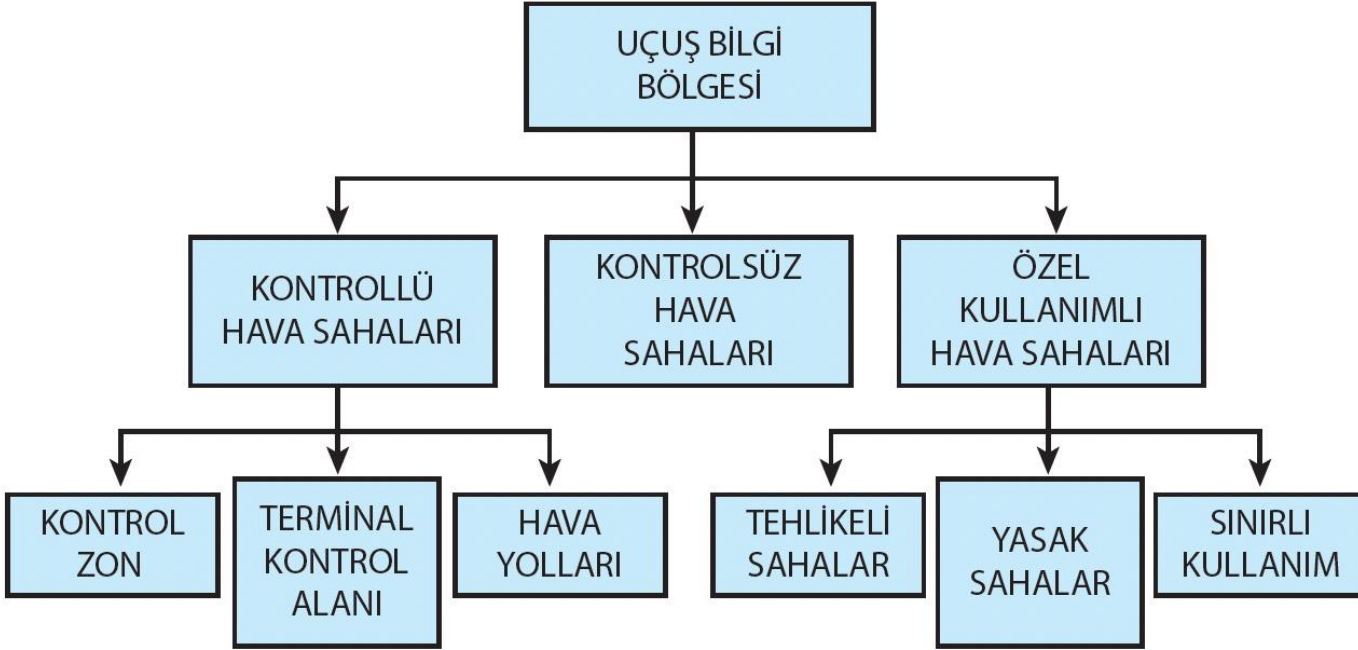 UÇUŞ BİLGİ
BÖLGESİ
KONTROLLÜ
HAVA SAHALARI
KONTROLSÜZ
HAVA
SAHALARI
ÖZEL
KULLANIMLI
HAVA SAHALARI
KONTROL
ZON
TERMİNAL
KONTROL
ALANI
HAVA
YOLLARI
TEHLİKELİ
SAHALAR
YASAK
SAHALAR
SINIRLI
KULLANIM